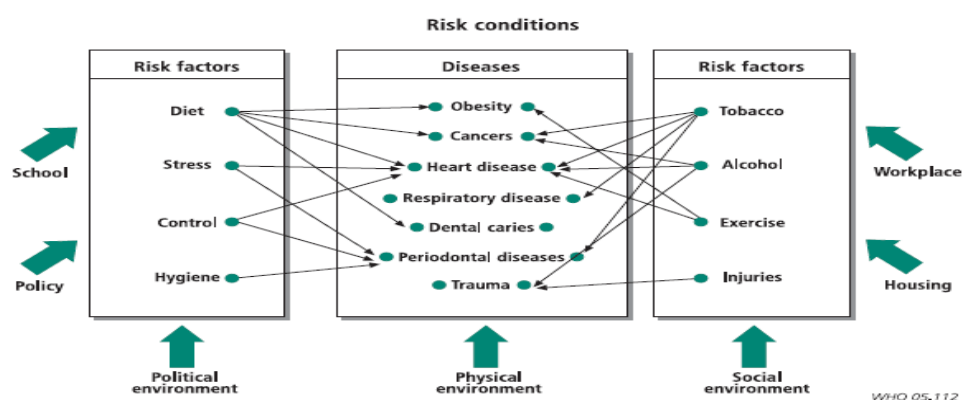 Risk conditions
Risk factors
Diseases
Risk factors
Diet
Obesity
Tobacco
Cancers
Stress
Heart disease
Alcohol
School
Workplace
Respiratory disease
Control
Dental caries
Exercise
Periodontal diseases
Hygiene
Trauma
Injuries
Policy
Housing
Political
environment
Physical
environment
Social
environment
WHO 05.112